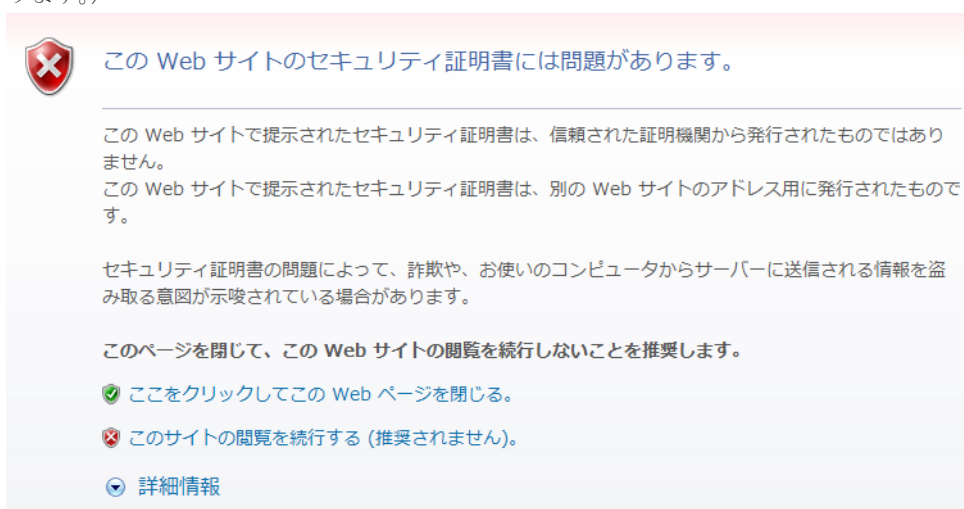 ります。)
この Web サイトのセキュリティ証明書には問題があります。
この Web サイトで提示されたセキュリティ証明書は、信頼された証明機関から発行されたものではあり
ません。
この Web サイトで提示されたセキュリティ証明書は、別の Web サイトのアドレス用に発行されたもので
す。
セキュリティ証明書の問題によって、詐欺や、お使いのコンピュータからサーバーに送信される情報を盗
み取る意図が示唆されている場合があります。
このページを閉じて、この Web サイトの閲覧を続行しないことを推奨します。
ここをクリックしてこの Web ページを閉じる。
このサイトの閲覧を続行する (推奨されません)。
詳細情報